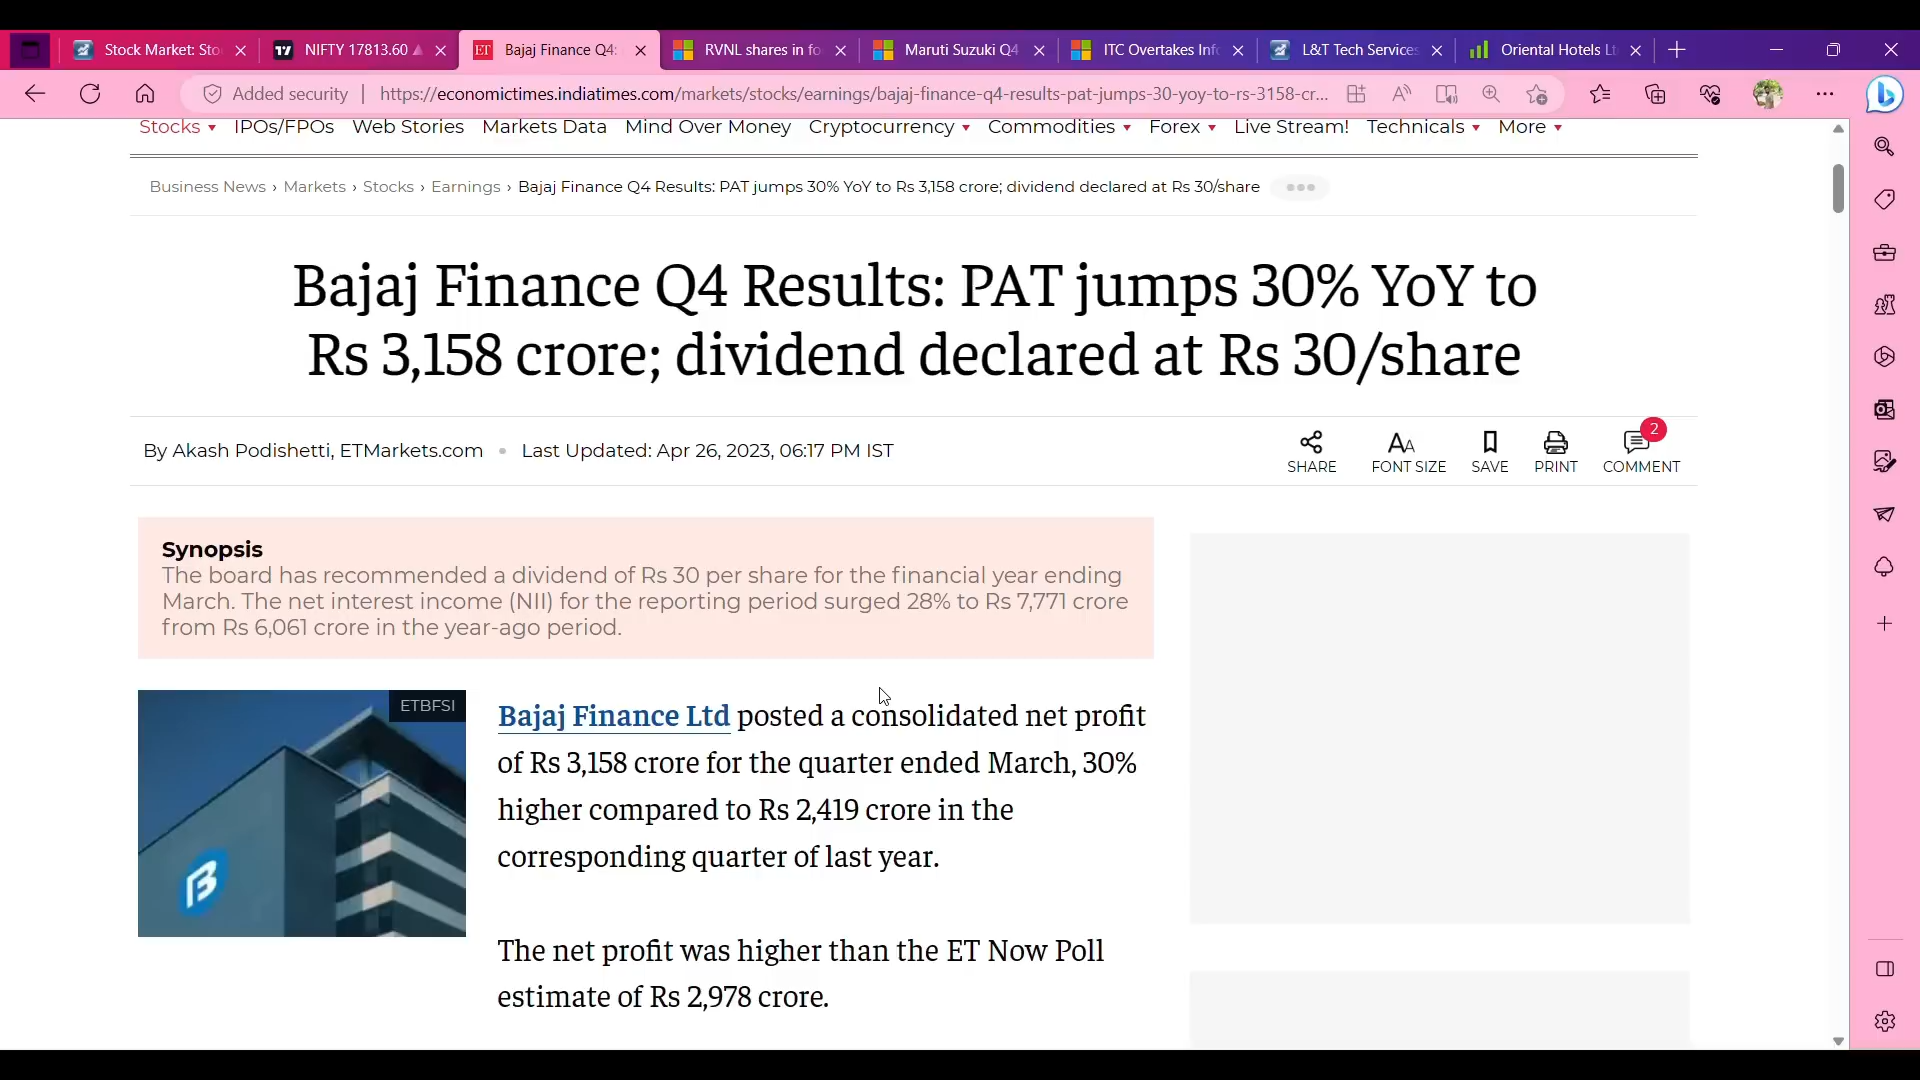 Stock Market: Sto
NIFTY 17813.60
Bajaj Finance Q4:
RVNL shares in fo
Maruti Suzuki Q4
ITC Overtakes Info
L&T Tech Services
Oriental Hotels Lt
Added security
https://economictimes.indiatimes.com/markets/stocks/earnings/bajaj-finance-q4-results-pat-jumps-30-yoy-to-rs-3158-cr...
Stocks IPOs/FPOs Web Stories Markets Data Mind Over Money Cryptocurrency Commodities Forex Live Stream! Technicals More
Business News › Markets › Stocks › Earnings › Bajaj Finance Q4 Results: PAT jumps 30% YoY to Rs 3,158 crore; dividend declared at Rs 30/share
Bajaj Finance Q4 Results: PAT jumps 30% YoY to
Rs 3,158 crore; dividend declared at Rs 30/share
By Akash Podishetti, ETMarkets.com • Last Updated: Apr 26, 2023, 06:17 PM IST
SHARE
FONT SIZE
SAVE
PRINT
2
COMMENT
Synopsis
The board has recommended a dividend of Rs 30 per share for the financial year ending
March. The net interest income (NII) for the reporting period surged 28% to Rs 7,771 crore
from Rs 6,061 crore in the year-ago period.
ETBFSI
Bajaj Finance Ltd posted a consolidated net profit
of Rs 3,158 crore for the quarter ended March, 30%
higher compared to Rs 2,419 crore in the
corresponding quarter of last year.
The net profit was higher than the ET Now Poll
estimate of Rs 2,978 crore.